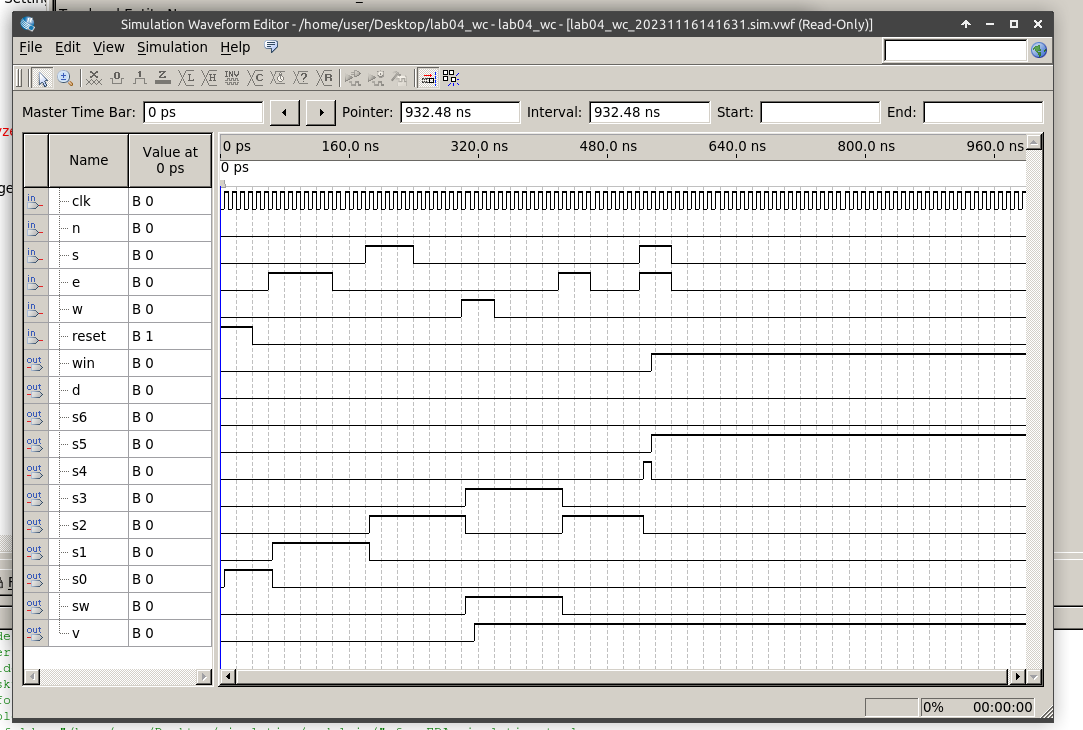 Simulation Waveform Editor - /home/user/Desktop/lab04_wc - lab04_wc - [lab04_wc_20231116141631.sim.vwf (Read-Only)]
File Edit View Simulation Help
Master Time Bar: 0 ps Pointer: 932.48 ns Interval: 932.48 ns Start: End:
Name Value at 0 ps
0 ps 160.0 ns 320.0 ns 480.0 ns 640.0 ns 800.0 ns 960.0 ns
0 ps
in clk B 0
in n B 0
in s B 0
in e B 0
in w B 0
in reset B 1
out win B 0
out d B 0
out s6 B 0
out s5 B 0
out s4 B 0
out s3 B 0
out s2 B 0
out s1 B 0
out s0 B 0
out sw B 0
out v B 0
0% 00:00:00